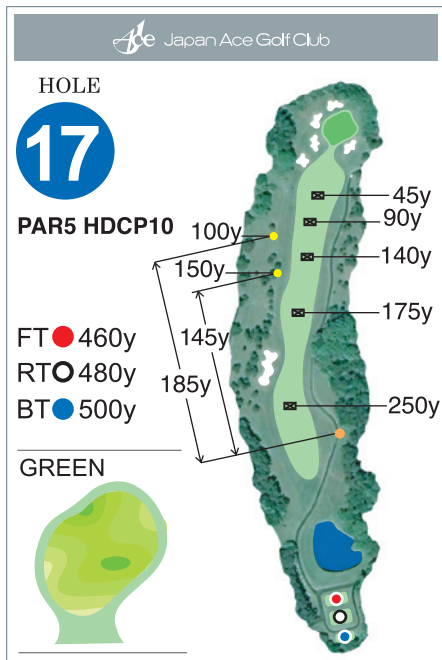 Ace Japan Ace Golf Club
HOLE
17
PAR5 HDCP10
45y
90y
100y
140y
150y
175y
145y
185y
250y
FT 460y
RT 480y
BT 500y
GREEN